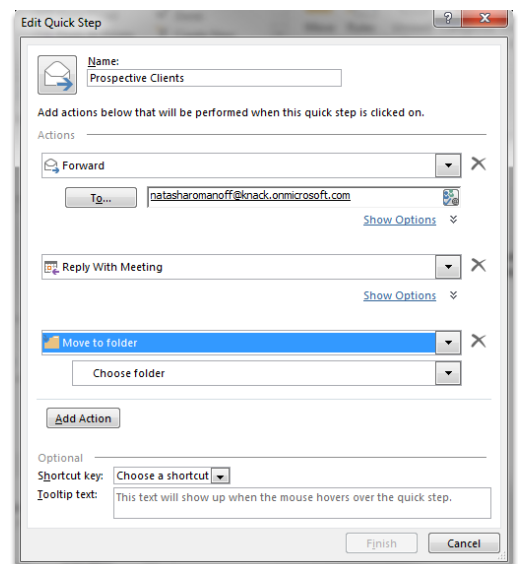 Edit Quick Step
?
Name:
Prospective Clients
Add actions below that will be performed when this quick step is clicked on.
Actions
Forward
To...
natasharomanoff@knack.onmicrosoft.com
Show Options
Reply With Meeting
Show Options
Move to folder
Choose folder
Add Action
Optional
Shortcut key: Choose a shortcut
Tooltip text: This text will show up when the mouse hovers over the quick step.
Finish Cancel